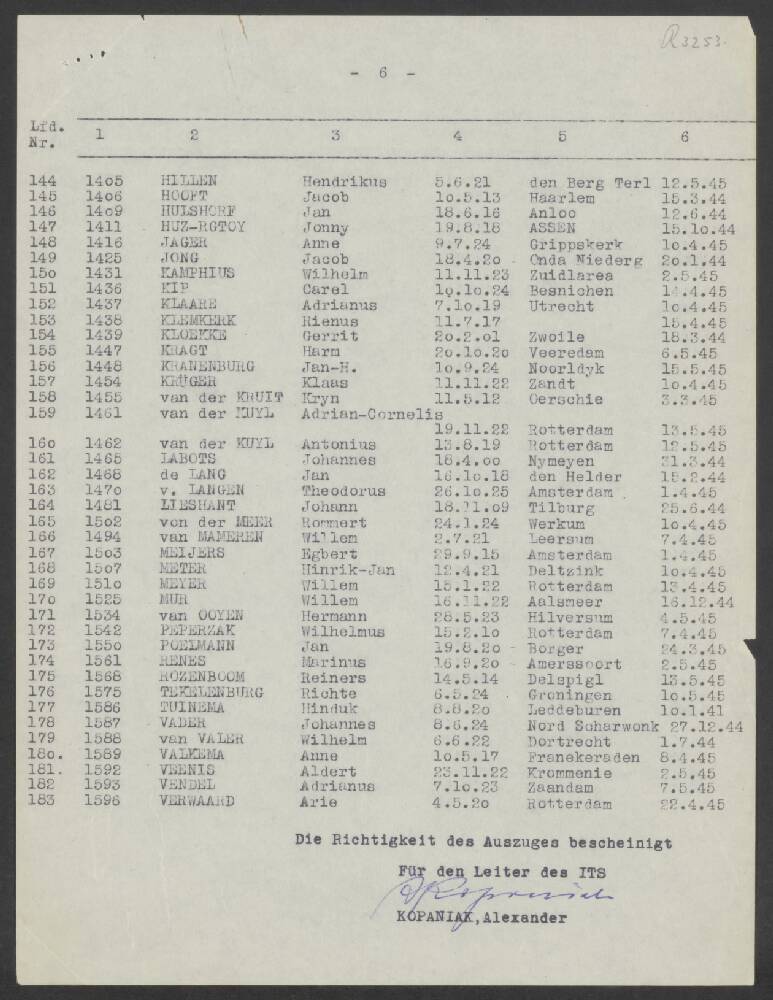 R3253.
- 6 -
Lfd. Nr. 1 2 3 4 5 6
144 1405 HILLEN Hendrikus 5.6.21 den Berg Terl 12.5.45
145 1406 HOOFT Jacob 1o.5.13 Haarlem 15.3.44
146 14o9 HULSHORF Jan 18.6.16 Anloo 12.6.44
147 1411 HUZ-RGTOY Jonny 19.8.18 ASSEN 15.1o.44
148 1416 JAGER Anne 9.7.24 Grippskerk 1o.4.45
149 1425 JONG Jacob 18.4.2o - Onda Niederg 2o.1.44
15o 1431 KAMPHIUS Wilhelm 11.11.23 Zuidlarea 2.5.45
151 1436 KIP Carel 1o.1o.24 Besnichen .4.45
152 1437 KLAARE Adrianus 7.1o.19 Utrecht 1o.4.45
153 1438 KLEMKERK Rienus 11.7.17 15.4.45
154 1439 KLOEKKE Gerrit 2o.2.o1 Zwolle 18.3.44
155 1447 KRAGT Harm 2o.1o.2o Veeredam 6.5.45
156 1448 KRANENBURG Jan-H. 1o.9.24 Noorldyk 15.5.45
157 1454 KRÜGER Klaas 11.11.22 Zandt 1o.4.45
158 1455 van der KRUIT Kryn 11.5.12 Oerschie 3.3.45
159 1461 van der KUYL Adrian-Cornelis
19.11.22 Rotterdam 13.5.45
16o 1462 van der KUYL Antonius 13.8.19 Rotterdam 12.5.45
161 1465 LABOTS Johannes 18.4.oo Nymeyen 31.3.44
162 1468 de LANG Jan 16.1o.18 den Helder 15.2.44
163 147o v. LANGEN Theodorus 26.1o.25 Amsterdam 1.4.45
164 1481 LIESHANT Johann 18.11.o9 Tilburg 25.6.44
165 15o2 von der MEER Rommert 24.1.24 Werkum 1o.4.45
166 1494 van MAMEREN Willem 2.7.21 Leersum 7.4.45
167 15o3 MEIJERS Egbert 29.9.15 Amsterdam 1.4.45
168 15o7 METER Hinrik-Jan 12.4.21 Deltzink 1o.4.45
169 151o MEYER Willem 15.1.22 Rotterdam 13.4.45
17o 1525 MUR Willem 16.11.22 Aalsmeer 16.12.44
171 1534 van OOYEN Hermann 28.5.23 Hilversum 4.5.45
172 1542 PEPERZAK Wilhelmus 15.2.1o Rotterdam 7.4.45
173 155o POELMANN Jan 19.8.2o - Borger 24.3.45
174 1561 RENES Marinus 16.9.2o - Amerssoort 2.5.45
175 1568 ROZENBOOM Reiners 14.5.14 Delspigl 13.5.45
176 1575 TEKELENBURG Richte 6.5.24 Groningen 1o.5.45
177 1586 TUINEMA Hinduk 8.8.2o Leddeburen 1o.1.41
178 1587 VADER Johannes 8.6.24 Nord Scharwonk 27.12.44
179 1588 van VALER Wilhelm 6.6.22 Dortrecht 1.7.44
18o. 1589 VALKEMA Anne 1o.5.17 Franekeraden 8.4.45
181. 1592 VEENIS Aldert 23.11.22 Krommenie 2.5.45
182 1593 VENDEL Adrianus 7.1o.23 Zaandam 7.5.45
183 1596 VERWAARD Arie 4.5.2o Rotterdam 22.4.45
Die Richtigkeit des Auszuges bescheinigt
Für den Leiter des ITS
KOPANIAK,Alexander